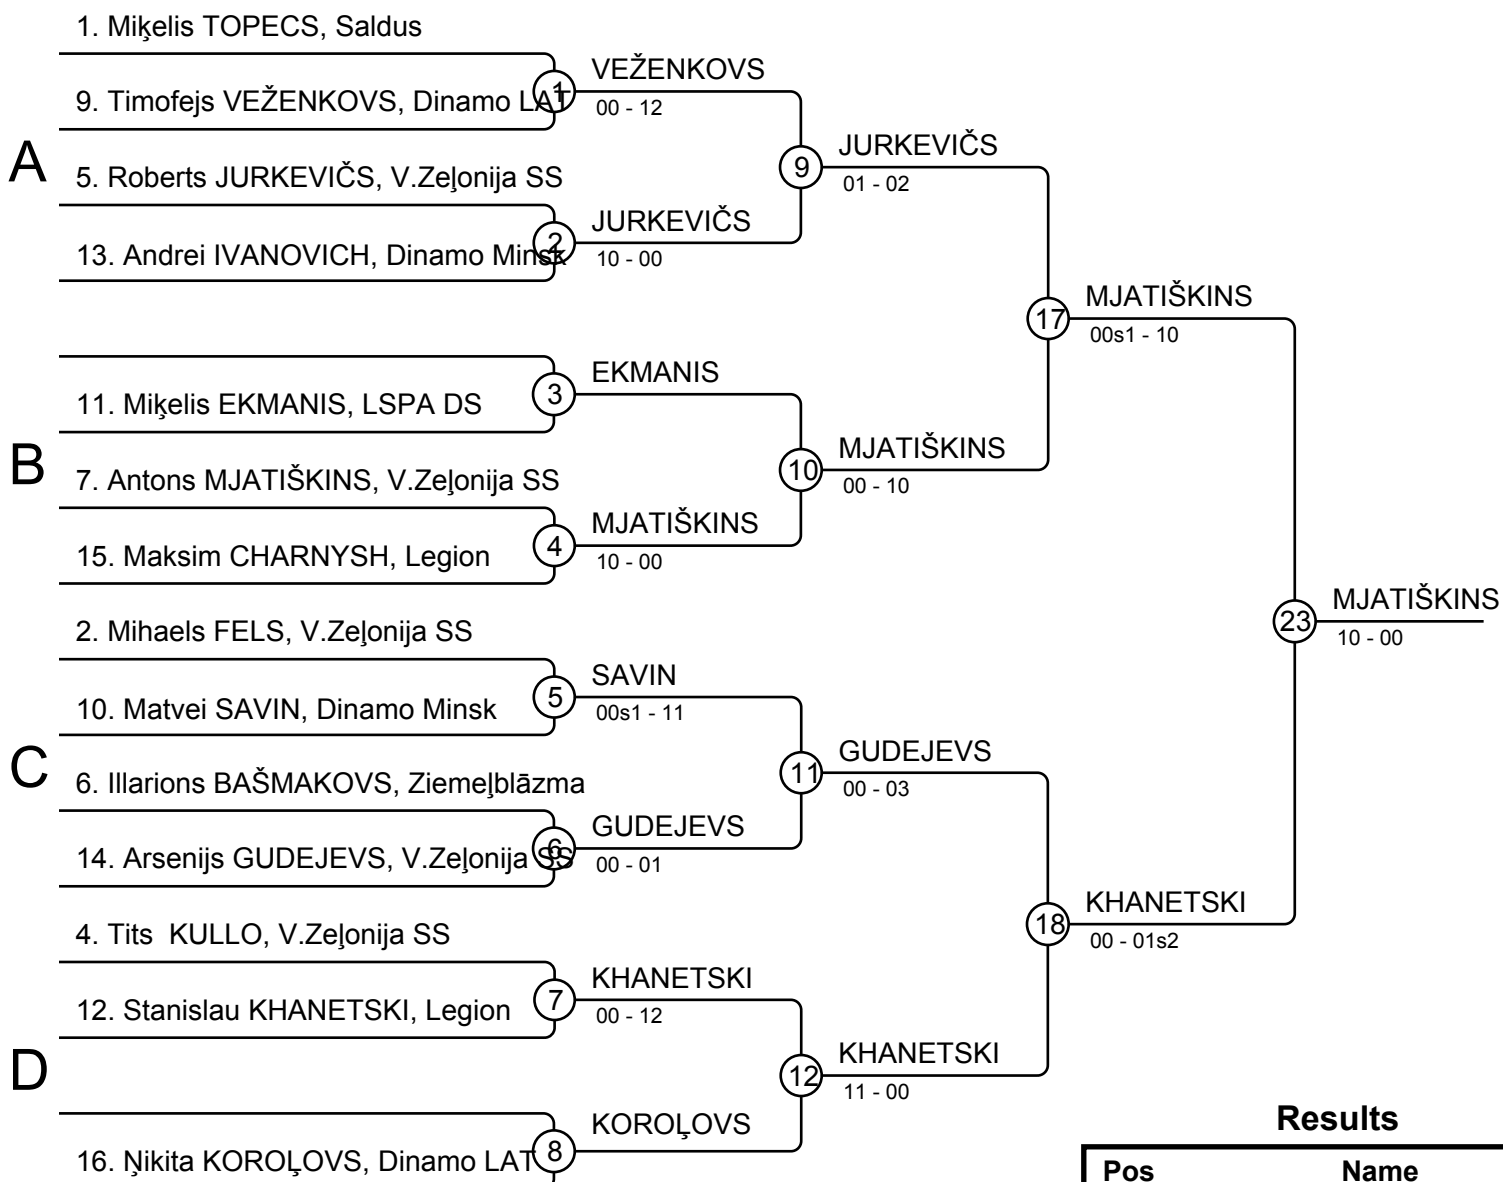 1. Miķelis TOPECS, Saldus
9. Timofejs VEŽENKOVS, Dinamo LAT
1
VEŽENKOVS
00 - 12
A
5. Roberts JURKEVIČS, V.Zeļonija SS
13. Andrei IVANOVICH, Dinamo Minsk
2
JURKEVIČS
10 - 00
9
JURKEVIČS
01 - 02
3
EKMANIS
11. Miķelis EKMANIS, LSPA DS
B
7. Antons MJATIŠKINS, V.Zeļonija SS
15. Maksim CHARNYSH, Legion
4
MJATIŠKINS
10 - 00
10
MJATIŠKINS
00 - 10
17
MJATIŠKINS
00s1 - 10
2. Mihaels FELS, V.Zeļonija SS
10. Matvei SAVIN, Dinamo Minsk
5
SAVIN
00s1 - 11
C
6. Illarions BAŠMAKOVS, Ziemeļblāzma
14. Arsenijs GUDEJEVS, V.Zeļonija SS
6
GUDEJEVS
00 - 01
11
GUDEJEVS
00 - 03
4. Tits  KULLO, V.Zeļonija SS
12. Stanislau KHANETSKI, Legion
7
KHANETSKI
00 - 12
D
16. Ņikita KOROĻOVS, Dinamo LAT
8
KOROĻOVS
12
KHANETSKI
11 - 00
18
KHANETSKI
00 - 01s2
23
MJATIŠKINS
10 - 00
Results
Pos Name